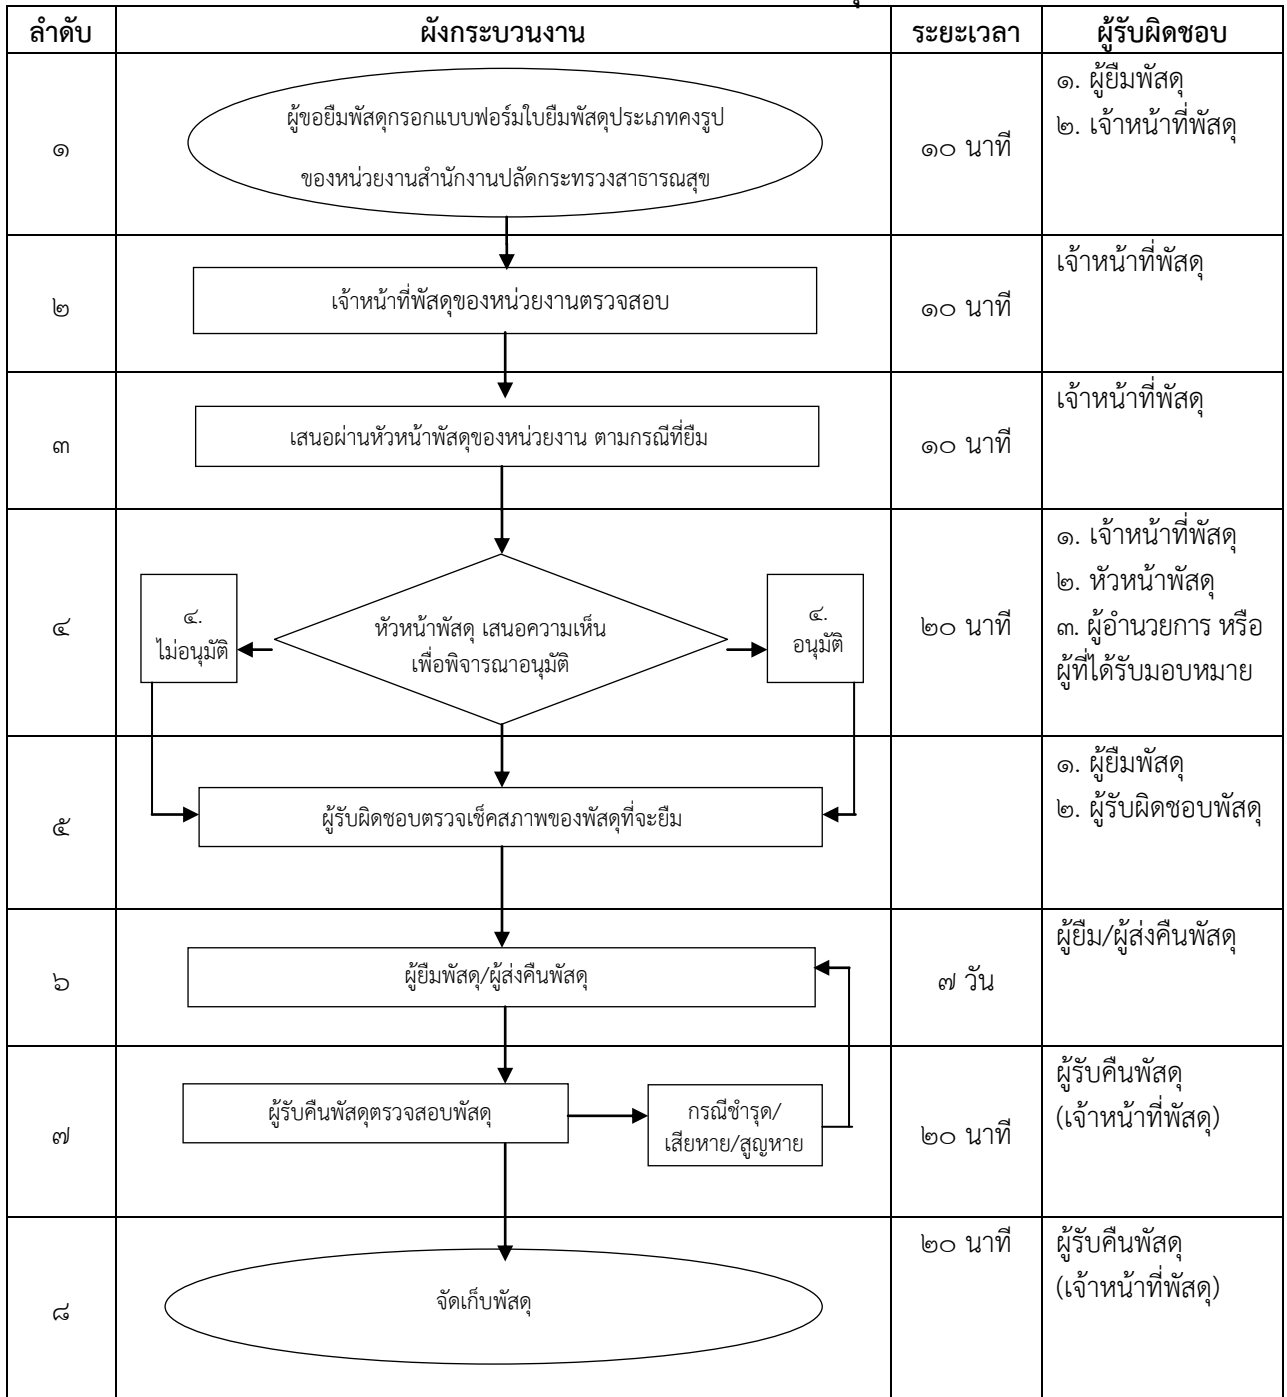 ลำดับ
ผังกระบวนงาน
ระยะเวลา
ผู้รับผิดชอบ
๑
ผู้ขอยืมพัสดุกรอกแบบฟอร์มใบยืมพัสดุประเภทคงรูป
ของหน่วยงานสำนักงานปลัดกระทรวงสาธารณสุข
๑๐ นาที
๑. ผู้ยืมพัสดุ
๒. เจ้าหน้าที่พัสดุ
๒
เจ้าหน้าที่พัสดุของหน่วยงานตรวจสอบ
๑๐ นาที
เจ้าหน้าที่พัสดุ
๓
เสนอผ่านหัวหน้าพัสดุของหน่วยงาน ตามกรณีที่ยืม
๑๐ นาที
เจ้าหน้าที่พัสดุ
๔
๔.
ไม่อนุมัติ
หัวหน้าพัสดุ เสนอความเห็น
เพื่อพิจารณาอนุมัติ
๔.
อนุมัติ
๒๐ นาที
๑. เจ้าหน้าที่พัสดุ
๒. หัวหน้าพัสดุ
๓. ผู้อำนวยการ หรือ
ผู้ที่ได้รับมอบหมาย
๕
ผู้รับผิดชอบตรวจเช็คสภาพของพัสดุที่จะยืม
๑. ผู้ยืมพัสดุ
๒. ผู้รับผิดชอบพัสดุ
๖
ผู้ยืมพัสดุ/ผู้ส่งคืนพัสดุ
๗ วัน
ผู้ยืม/ผู้ส่งคืนพัสดุ
๗
ผู้รับคืนพัสดุตรวจสอบพัสดุ
กรณีชำรุด/
เสียหาย/สูญหาย
๒๐ นาที
ผู้รับคืนพัสดุ
(เจ้าหน้าที่พัสดุ)
๘
จัดเก็บพัสดุ
๒๐ นาที
ผู้รับคืนพัสดุ
(เจ้าหน้าที่พัสดุ)